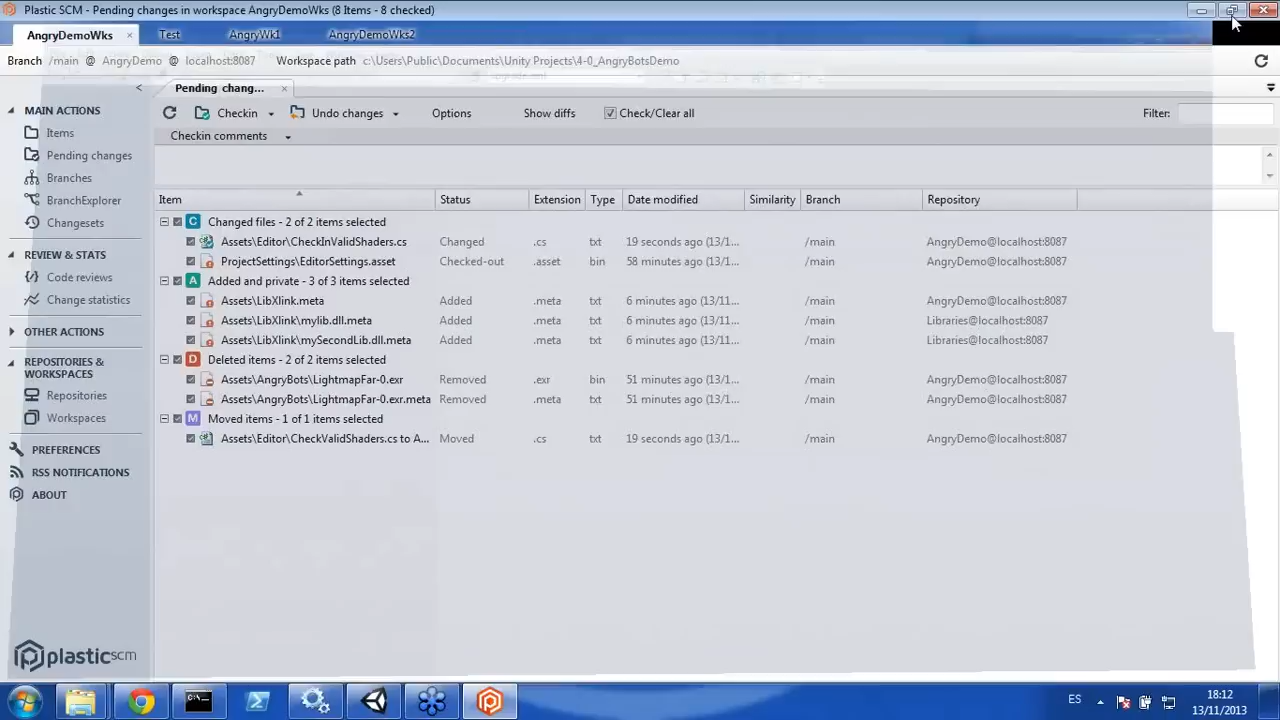 Plastic SCM - Pending changes in workspace AngryDemoWks (8 Items - 8 checked)
AngryDemoWks Test AngryWk1 AngryDemoWks2
Branch /main @ AngryDemo @ localhost:8087 Workspace path c:\Users\Public\Documents\Unity Projects\4-0_AngryBotsDemo
Pending chang...
MAIN ACTIONS
Items
Pending changes
Branches
BranchExplorer
Changesets
REVIEW & STATS
Code reviews
Change statistics
OTHER ACTIONS
REPOSITORIES &
WORKSPACES
Repositories
Workspaces
PREFERENCES
RSS NOTIFICATIONS
ABOUT
plasticscm
Checkin Undo changes Options Show diffs Check/Clear all Filter:
Checkin comments
Item Status Extension Type Date modified Similarity Branch Repository
C Changed files - 2 of 2 items selected
Assets\Editor\CheckInValidShaders.cs Changed .cs txt 19 seconds ago (13/1... /main AngryDemo@localhost:8087
ProjectSettings\EditorSettings.asset Checked-out .asset bin 58 minutes ago (13/1... /main AngryDemo@localhost:8087
A Added and private - 3 of 3 items selected
Assets\LibXlink.meta Added .meta txt 6 minutes ago (13/11... /main AngryDemo@localhost:8087
Assets\LibXlink\mylib.dll.meta Added .meta txt 6 minutes ago (13/11... /main Libraries@localhost:8087
Assets\LibXlink\mySecondLib.dll.meta Added .meta txt 6 minutes ago (13/11... /main Libraries@localhost:8087
D Deleted items - 2 of 2 items selected
Assets\AngryBots\LightmapFar-0.exr Removed .exr bin 51 minutes ago (13/1... /main AngryDemo@localhost:8087
Assets\AngryBots\LightmapFar-0.exr.meta Removed .meta txt 51 minutes ago (13/1... /main AngryDemo@localhost:8087
M Moved items - 1 of 1 items selected
Assets\Editor\CheckValidShaders.cs to A... Moved .cs txt 19 seconds ago (13/1... /main AngryDemo@localhost:8087
ES
18:12
13/11/2013